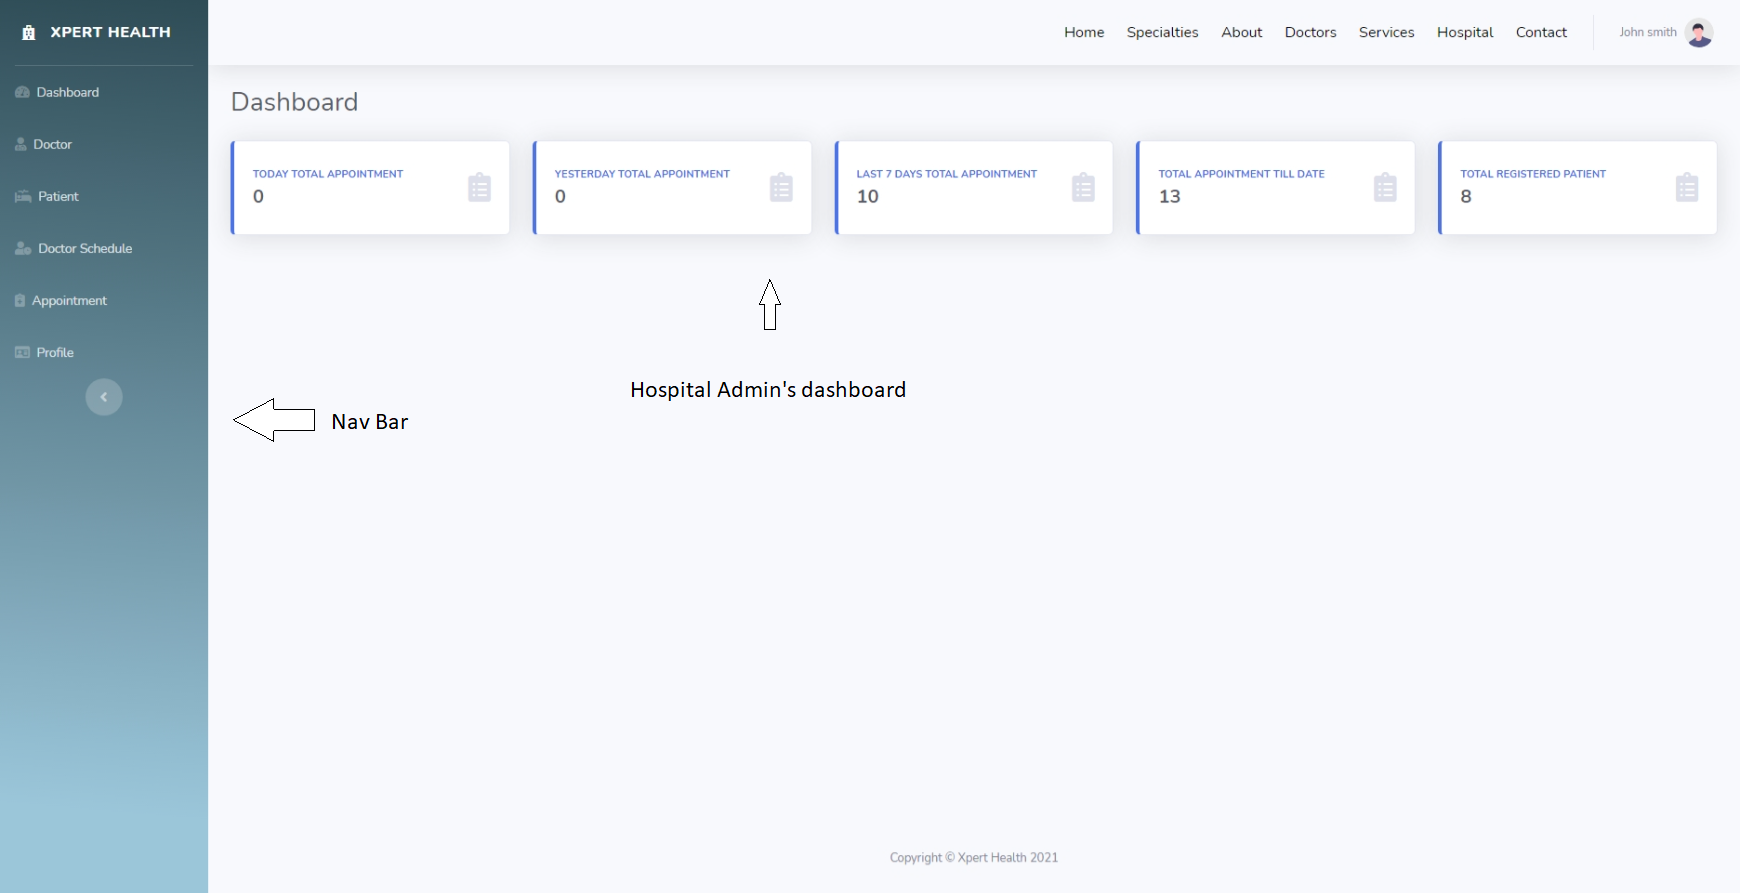 XPERT HEALTH
Home Specialties About Doctors Services Hospital Contact John smith
Dashboard
Doctor
Patient
Doctor Schedule
Appointment
Profile
Dashboard
TODAY TOTAL APPOINTMENT
0
YESTERDAY TOTAL APPOINTMENT
0
LAST 7 DAYS TOTAL APPOINTMENT
10
TOTAL APPOINTMENT TILL DATE
13
TOTAL REGISTERED PATIENT
8
Hospital Admin's dashboard
Nav Bar
Copyright © Xpert Health 2021